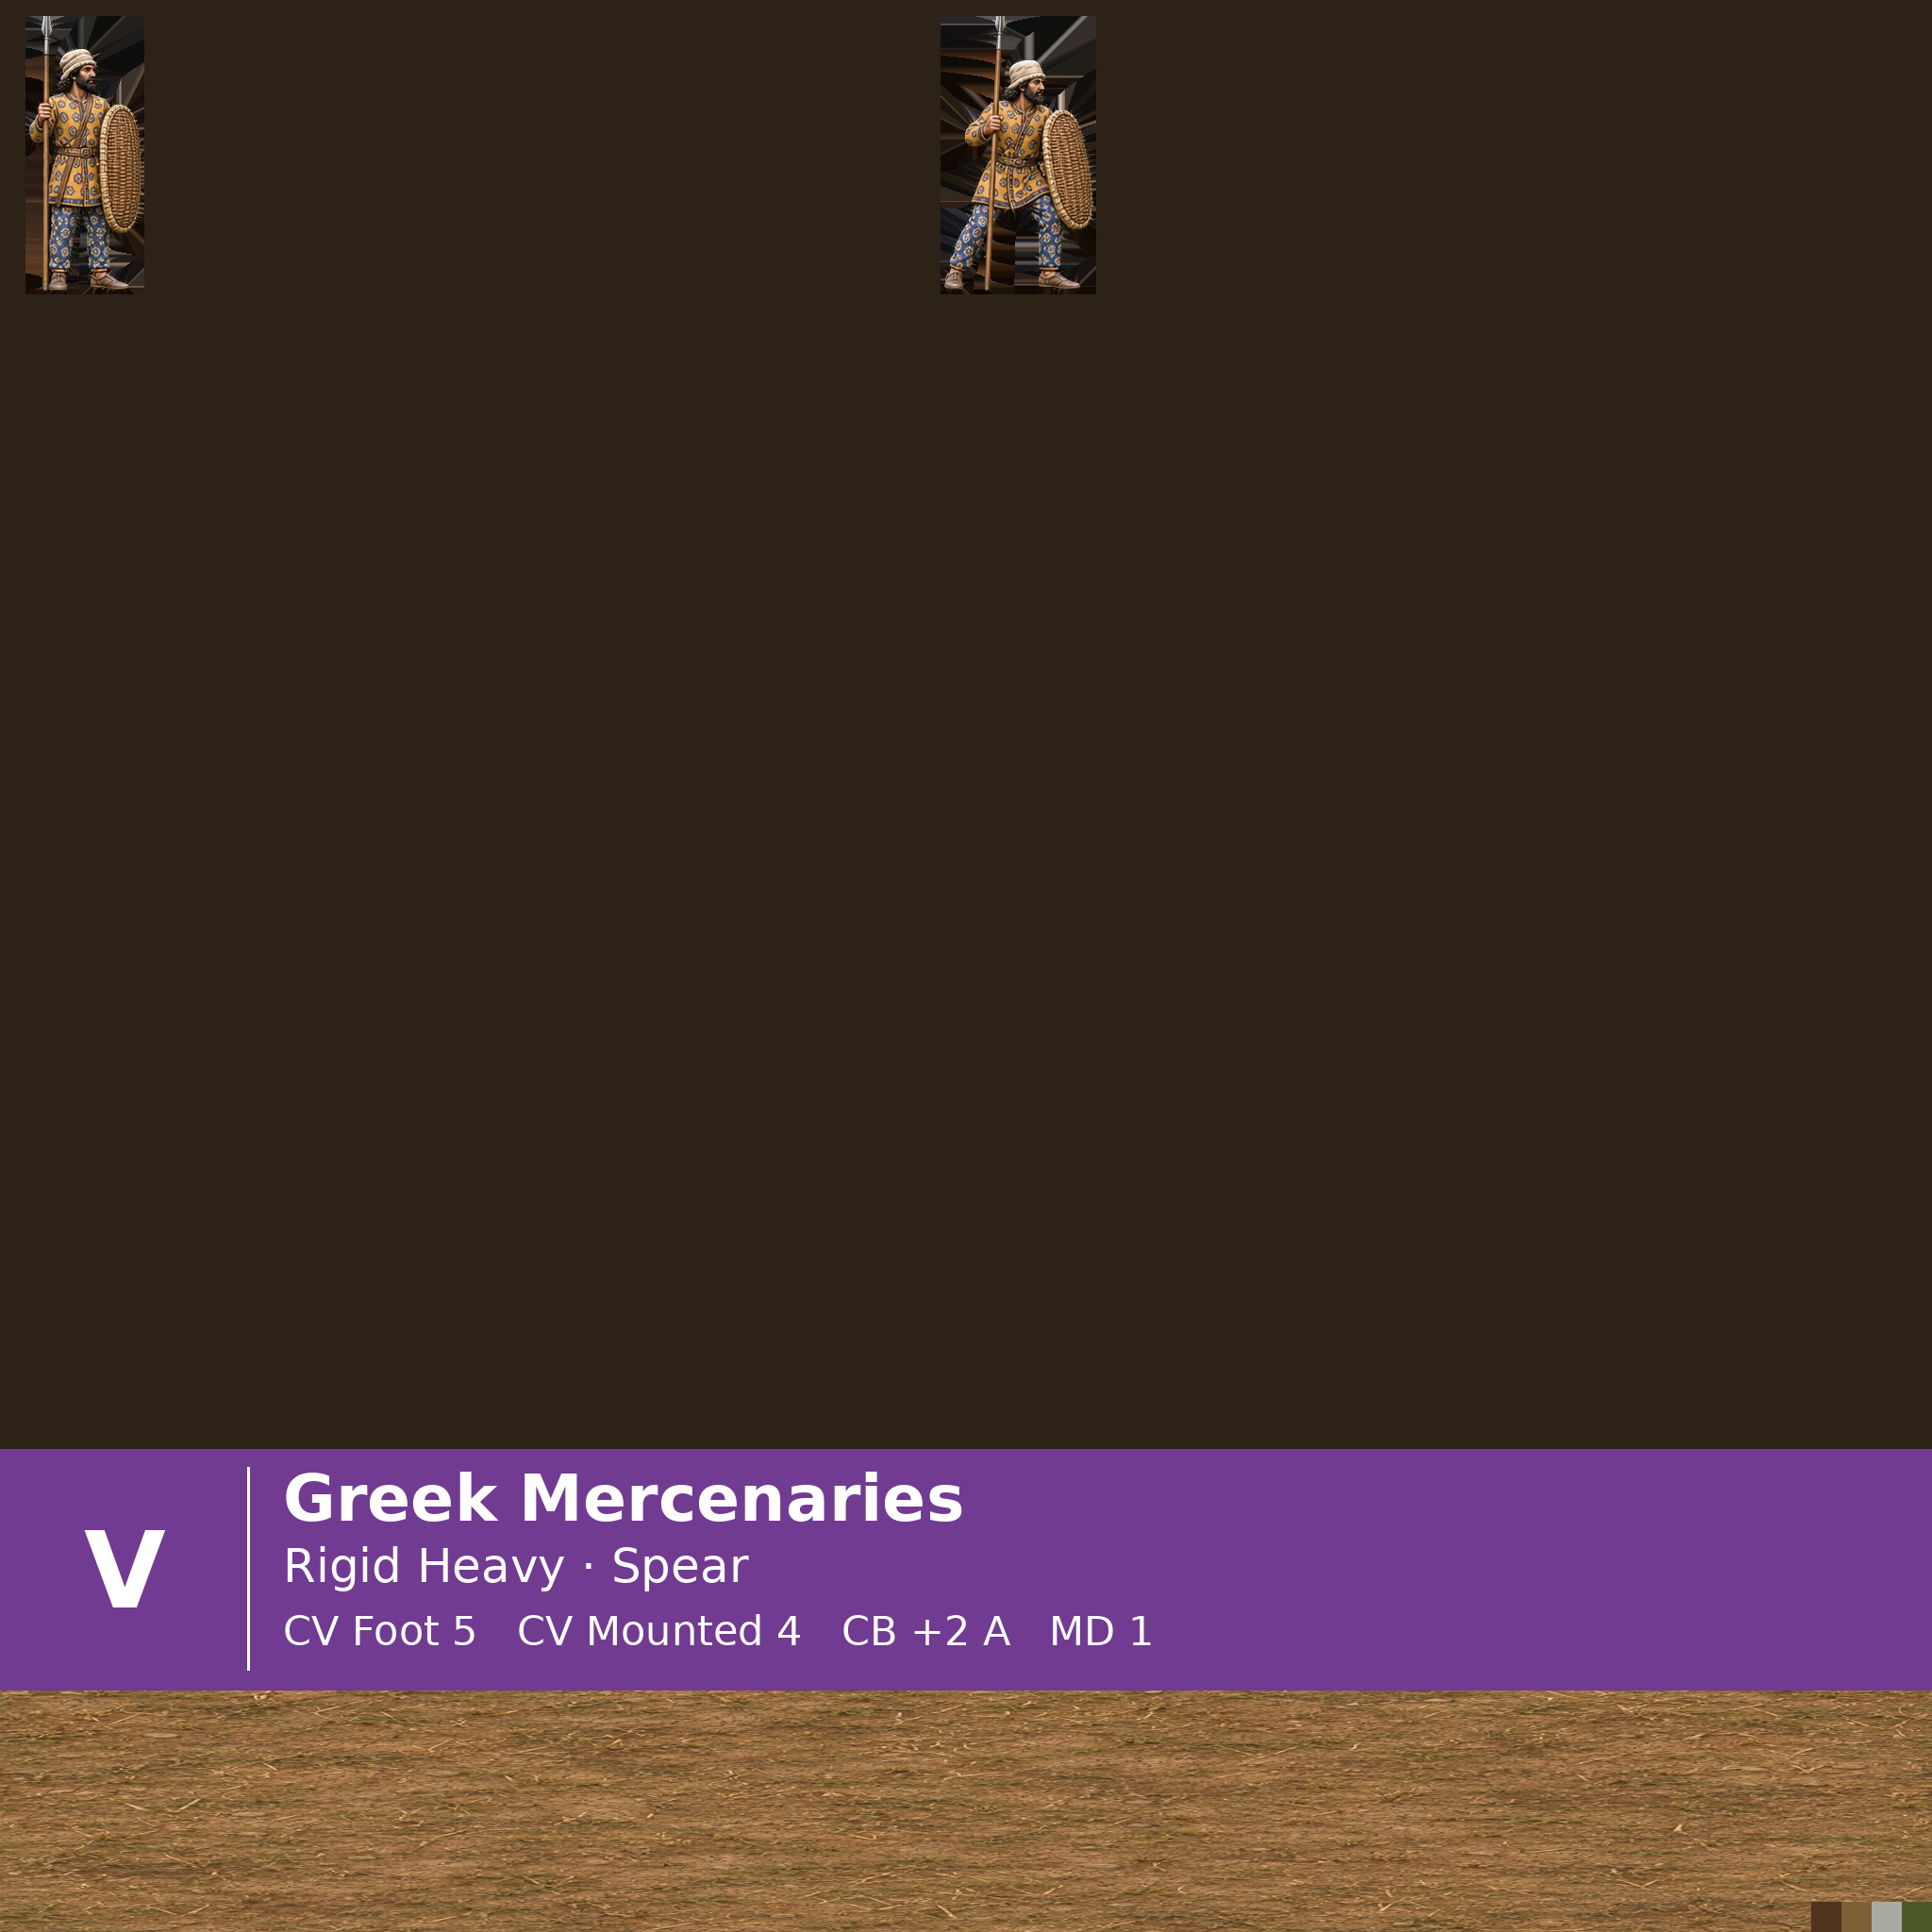 V
Greek Mercenaries
Rigid Heavy · Spear
CV Foot 5 CV Mounted 4 CB +2 A MD 1